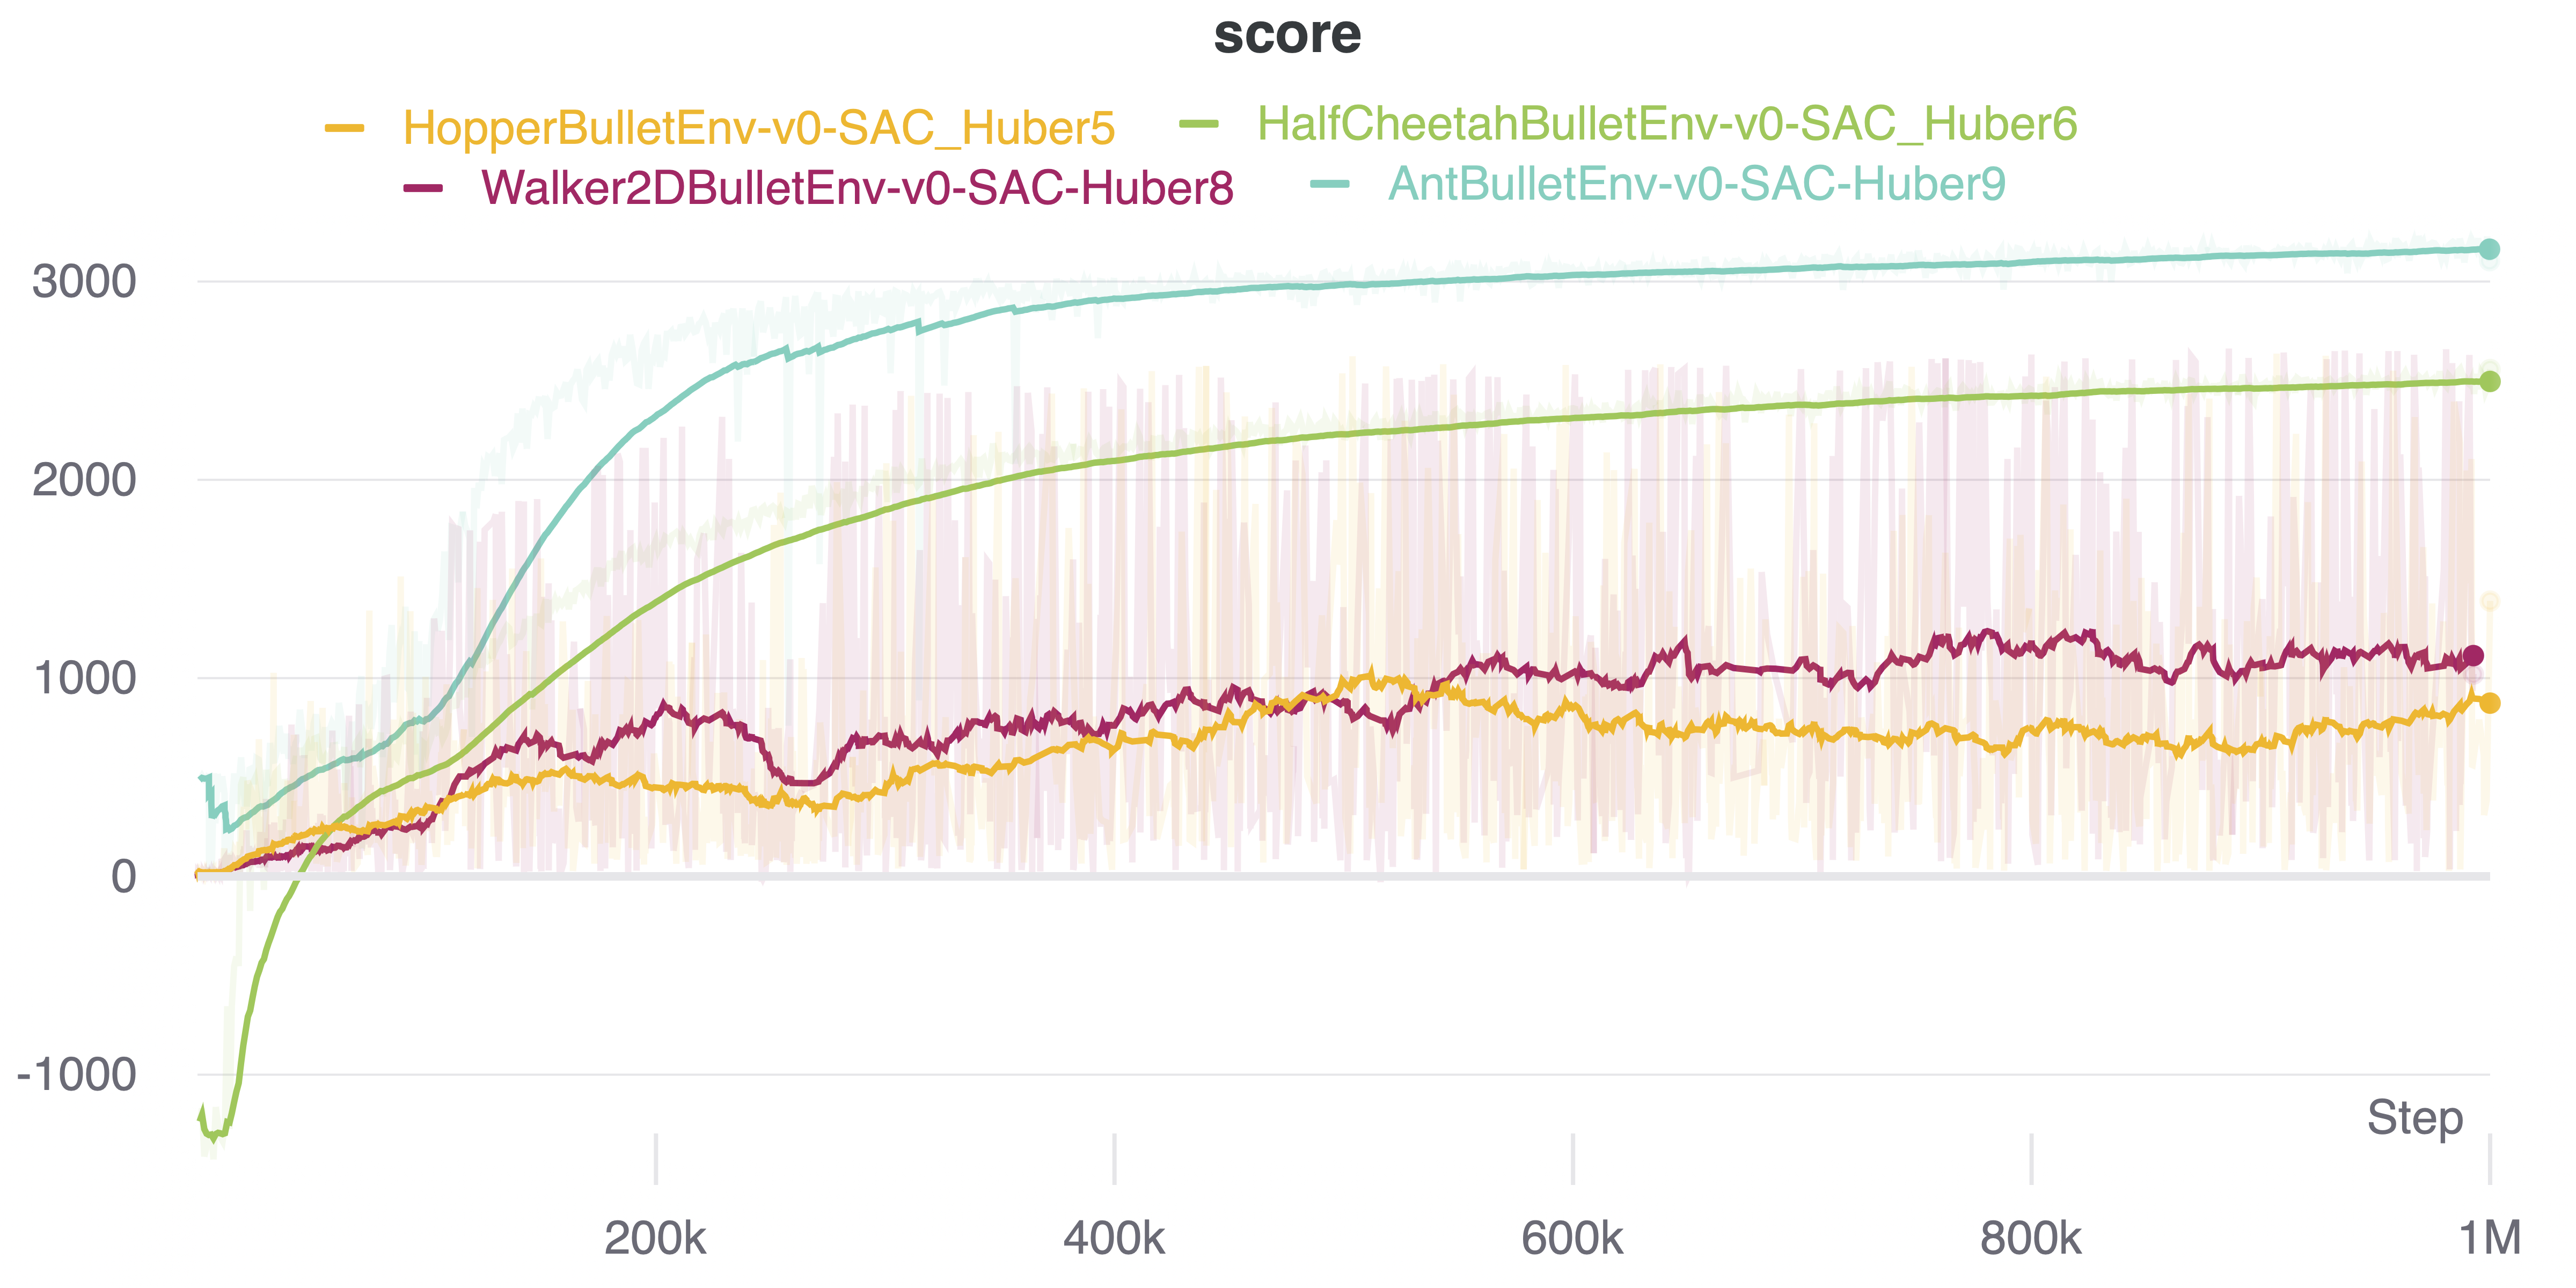 score
HopperBulletEnv-v0-SAC_Huber5 HalfCheetahBulletEnv-v0-SAC_Huber6
Walker2DBulletEnv-v0-SAC-Huber8 AntBulletEnv-v0-SAC-Huber9
3000
2000
1000
0
-1000
Step
200k 400k 600k 800k 1M